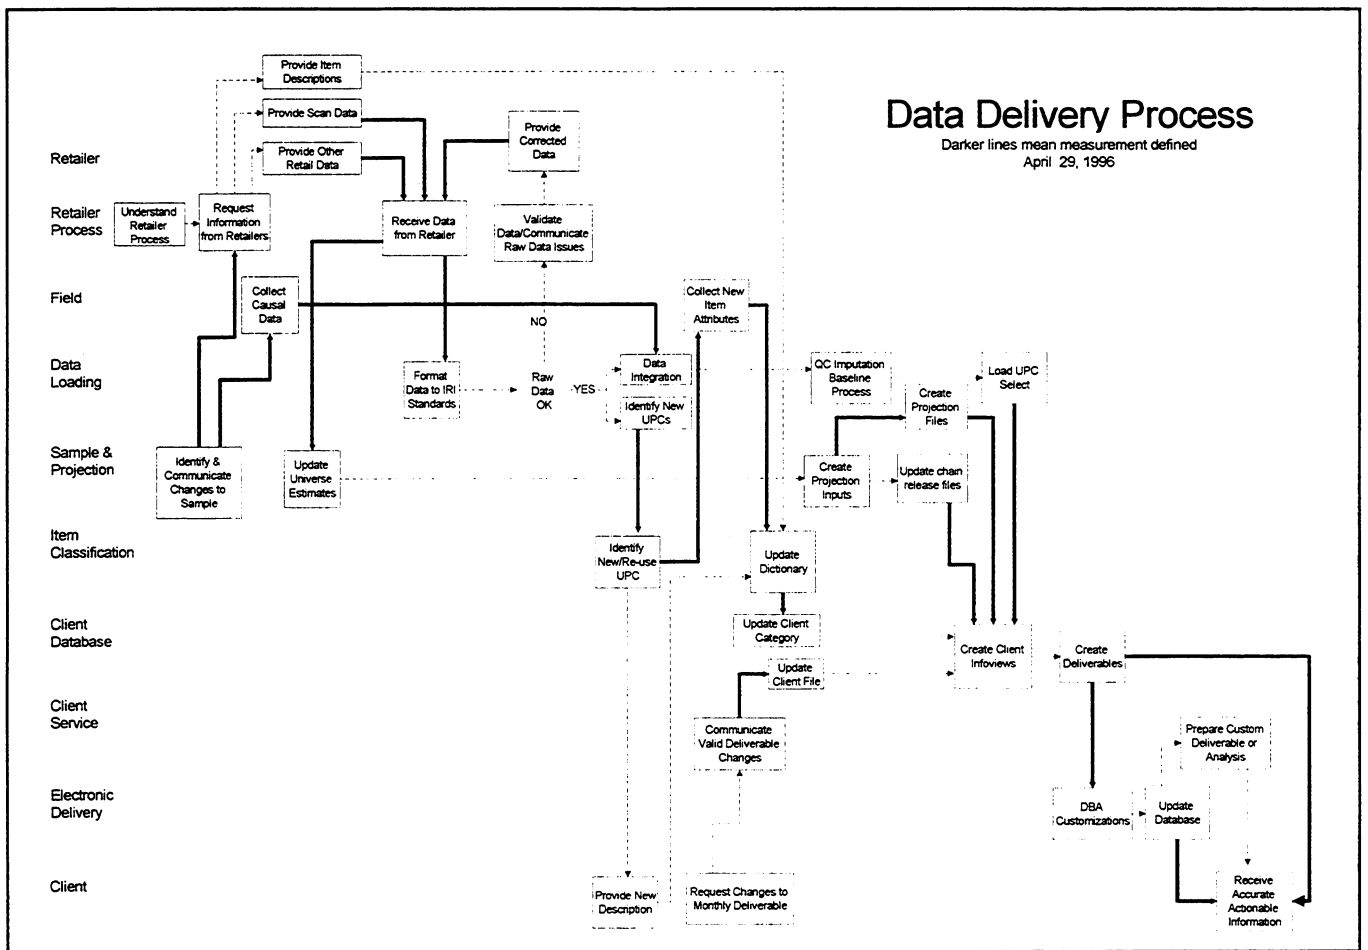 Data Delivery Process
Darker lines mean measurement defined
April 29, 1996
Provide Item
Descriptions
Provide Scan Data
Provide Other
Retail Data
Provide
Corrected
Data
Retailer
Retailer
Process
Understand
Retailer
Process
Request
Information
from Retailers
Receive Data
from Retailer
Validate
Data/Communicate
Raw Data Issues
Field
Collect
Causal
Data
Collect New
Item
Attributes
NO
Data
Loading
Format
Data to IRI
Standards
Raw
Data
OK
YES
Data
Integration
Identify New
UPCs
QC Imputation
Baseline
Process
Create
Projection
Files
Load UPC
Select
Sample &
Projection
Identify &
Communicate
Changes to
Sample
Update
Universe
Estimates
Create
Projection
Inputs
Update chain
release files
Item
Classification
Identify
New/Re-use
UPC
Update
Dictionary
Client
Database
Update Client
Category
Create Client
Infoviews
Create
Deliverables
Update
Client File
Client
Service
Communicate
Valid Deliverable
Changes
Prepare Custom
Deliverable or
Analysis
Electronic
Delivery
DBA
Customizations
Update
Database
Client
Provide New
Description
Request Changes to
Monthly Deliverable
Receive
Accurate
Actionable
Information